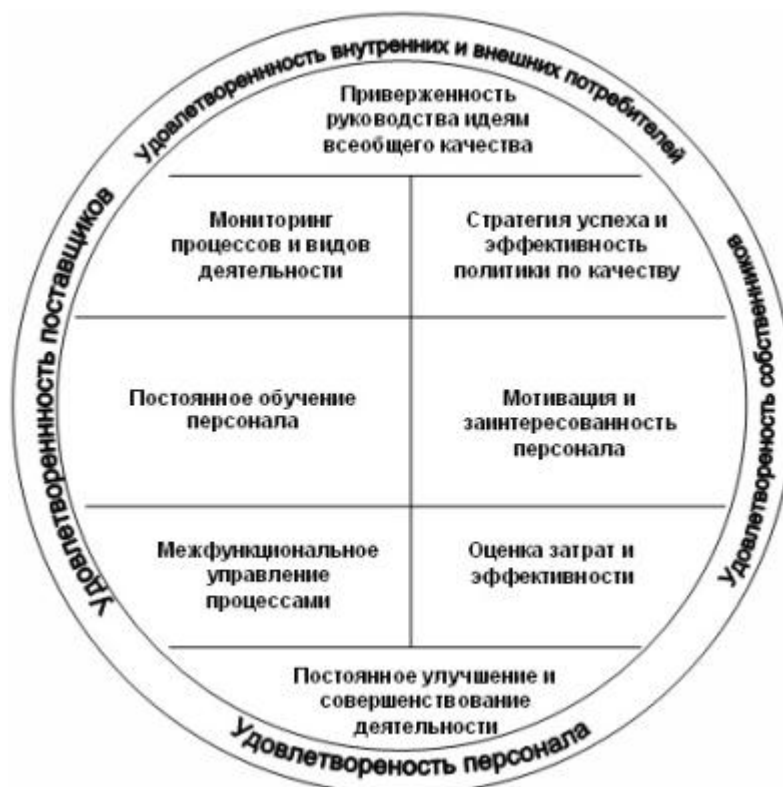 Удовлетвореннность внутренних и внешних потребителей
Приверженность
руководства идеям
всеобщего качества
Мониторинг
процессов и видов
деятельности
Стратегия успеха и
эффективность
политики по качеству
Постоянное обучение
персонала
Мотивация и
заинтересованность
персонала
Межфункциональное
управление
процессами
Оценка затрат и
эффективности
Постоянное улучшение и
совершенствование
деятельности
Удовлетвореннность поставщиков
Удовлетвореность собственников
Удовлетвореность персонала